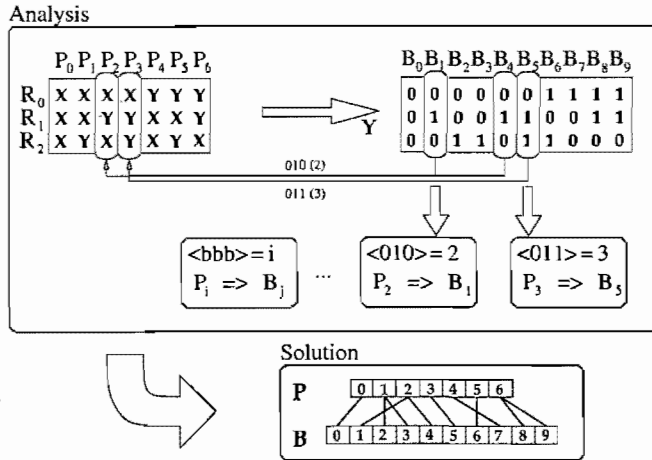 Analysis
P0 P1 P2 P3 P4 P5 P6
B0 B1 B2 B3 B4 B5 B6 B7 B8 B9
R0 X X X X Y Y Y
0 0 0 0 0 0 1 1 1 1
R1 X X Y Y X X Y
Y
0 1 0 0 1 1 0 0 1 1
R2 X Y X Y X Y X
0 0 1 1 0 1 1 0 0 0
010 (2)
011 (3)
<bbb>= i
Pi => Bj
...
<010>= 2
P2 => B1
<011>= 3
P3 => B5
Solution
P 0 1 2 3 4 5 6
B 0 1 2 3 4 5 6 7 8 9